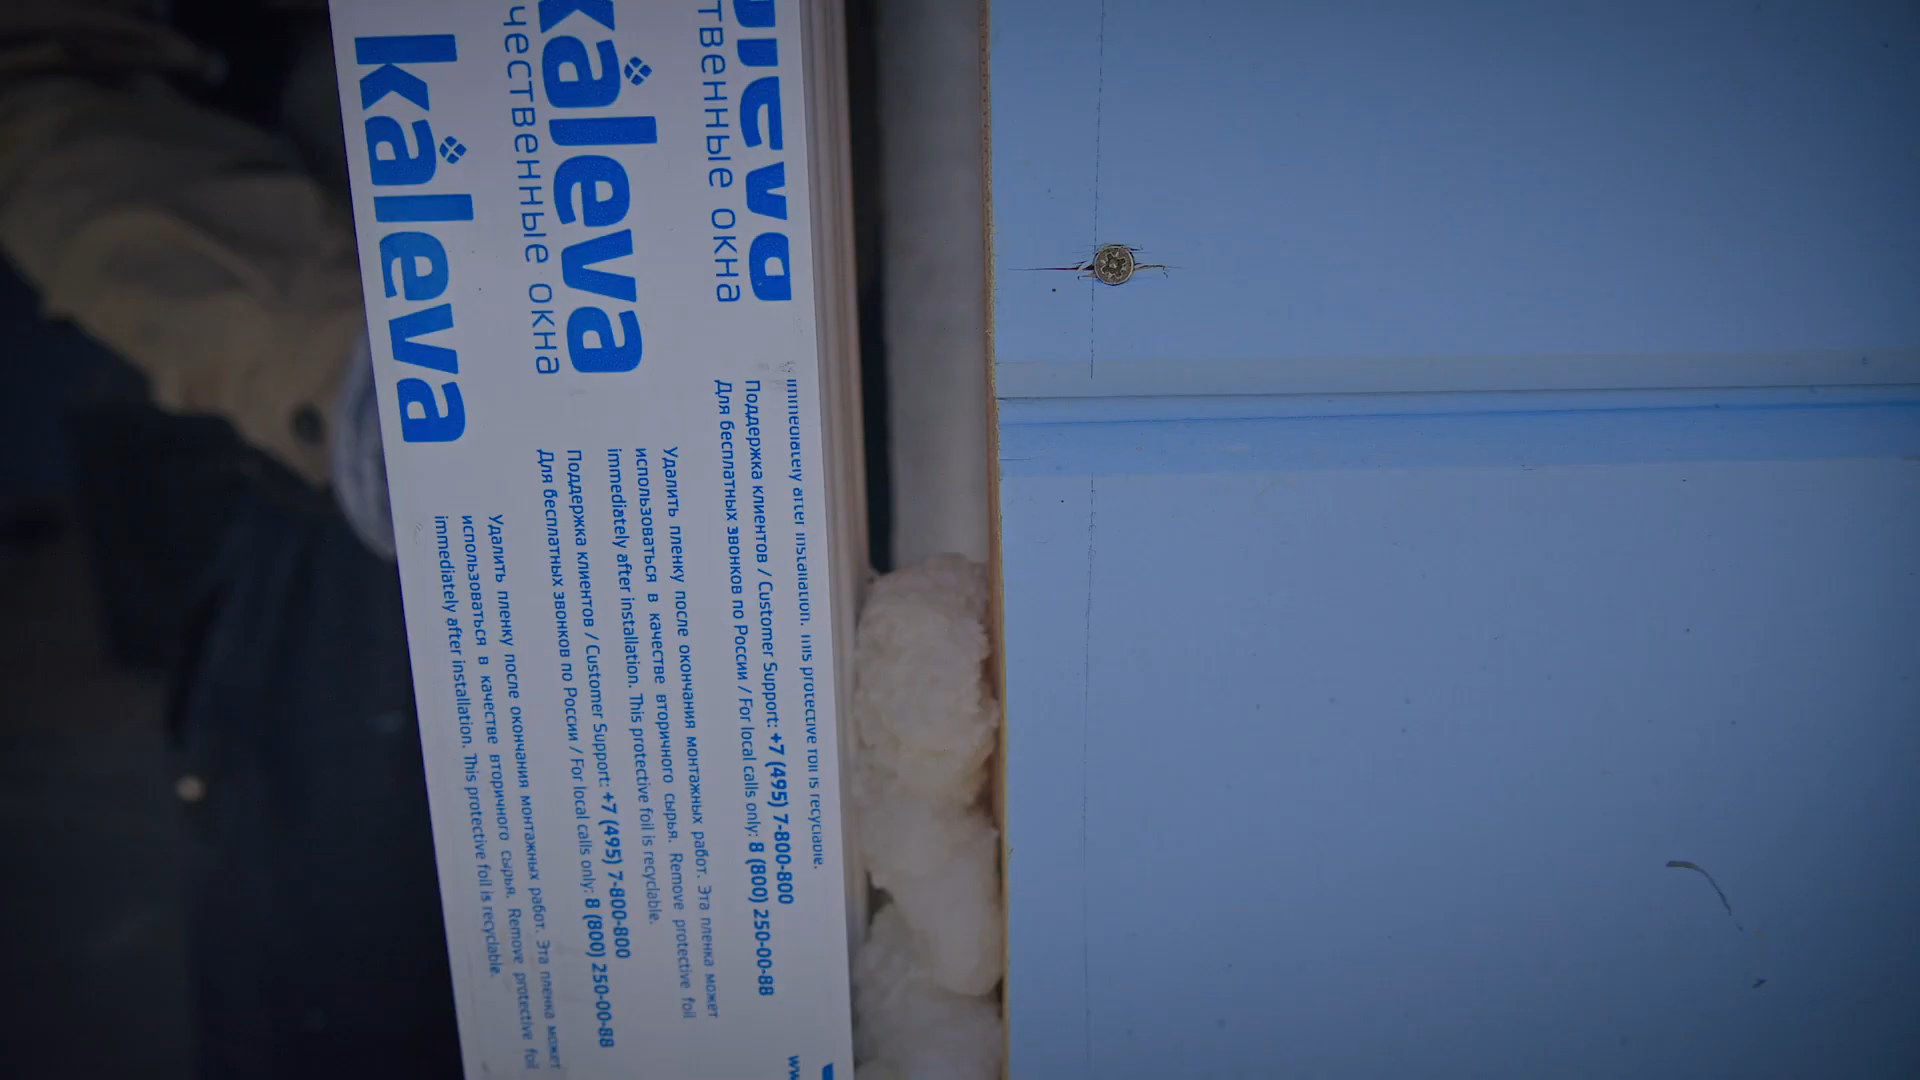 kaleva
чественные окна
kaleva
твенные окна
leva
Удалить пленку после окончания монтажных работ. Эта пленка может
использоваться в качестве вторичного сырья. Remove protective foil
immediately after installation. This protective foil is recyclable.
Удалить пленку после окончания монтажных работ. Эта пленка может
использоваться в качестве вторичного сырья. Remove protective foil
immediately after installation. This protective foil is recyclable.
Поддержка клиентов / Customer Support: +7 (495) 7-800-800
Для бесплатных звонков по России / For local calls only: 8 (800) 250-00-88
immediately after installation. This protective foil is recyclable.
Поддержка клиентов / Customer Support: +7 (495) 7-800-800
Для бесплатных звонков по России / For local calls only: 8 (800) 250-00-88